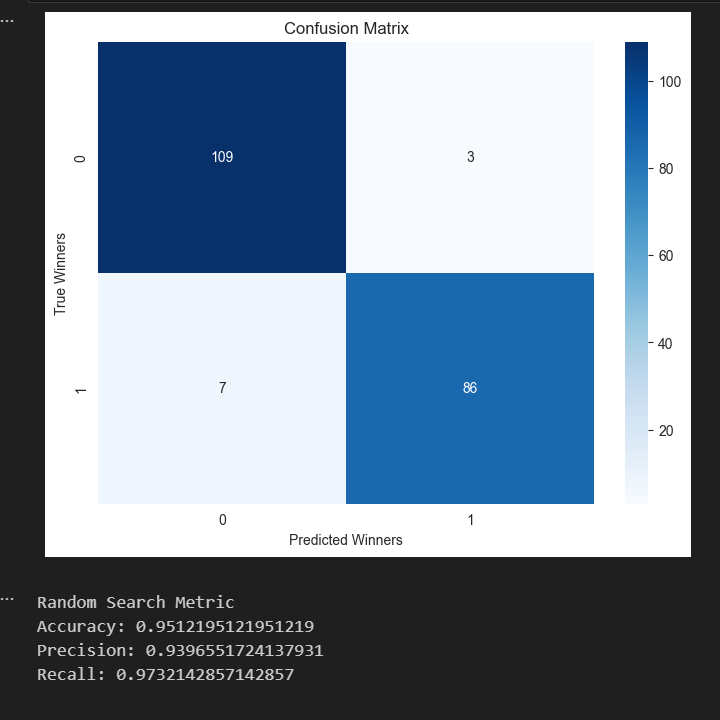 ...
Confusion Matrix
0
109
3
100
80
60
40
20
True Winners
1
7
86
0
1
Predicted Winners
...
Random Search Metric
Accuracy: 0.9512195121951219
Precision: 0.9396551724137931
Recall: 0.9732142857142857